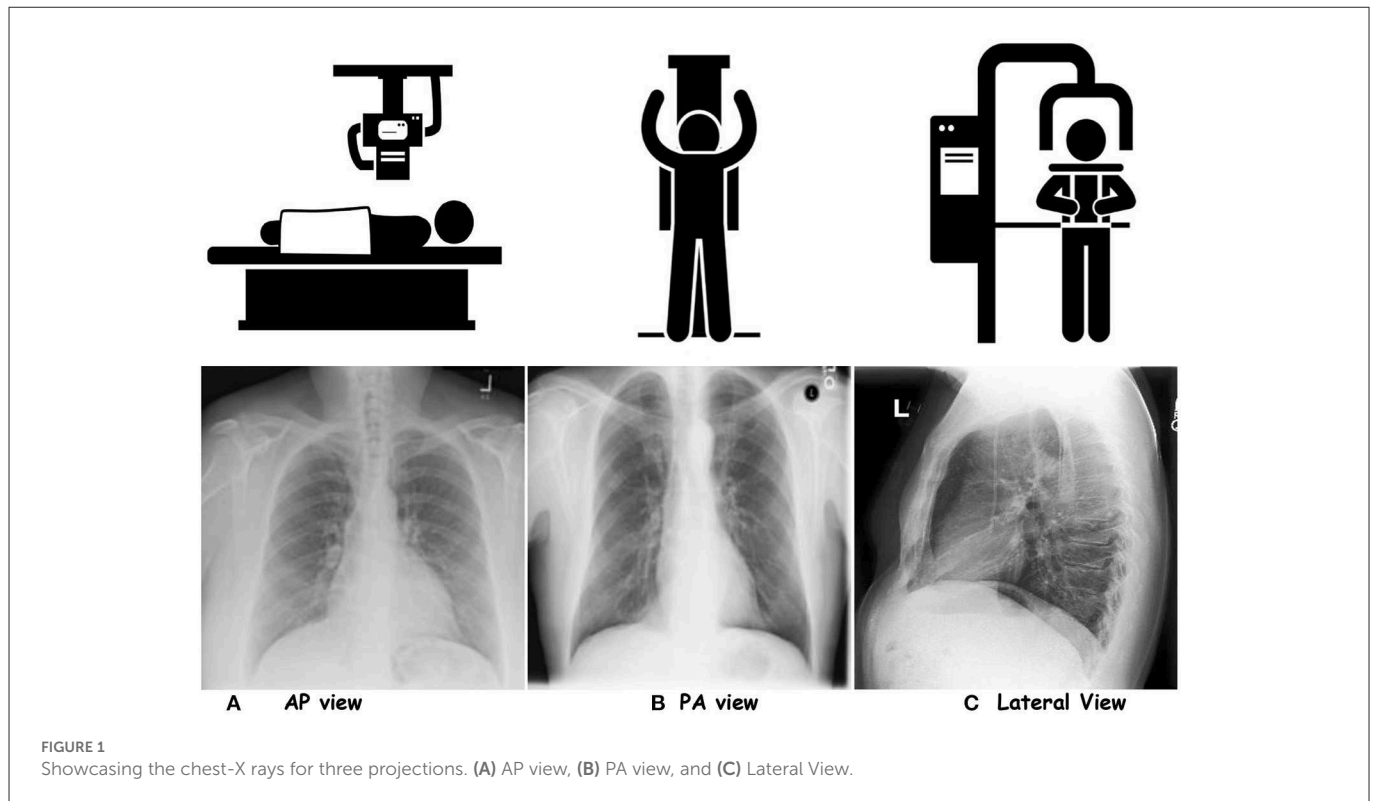 L
L
L
A AP view
B PA view
C Lateral View
FIGURE 1
Showcasing the chest-X rays for three projections. (A) AP view, (B) PA view, and (C) Lateral View.